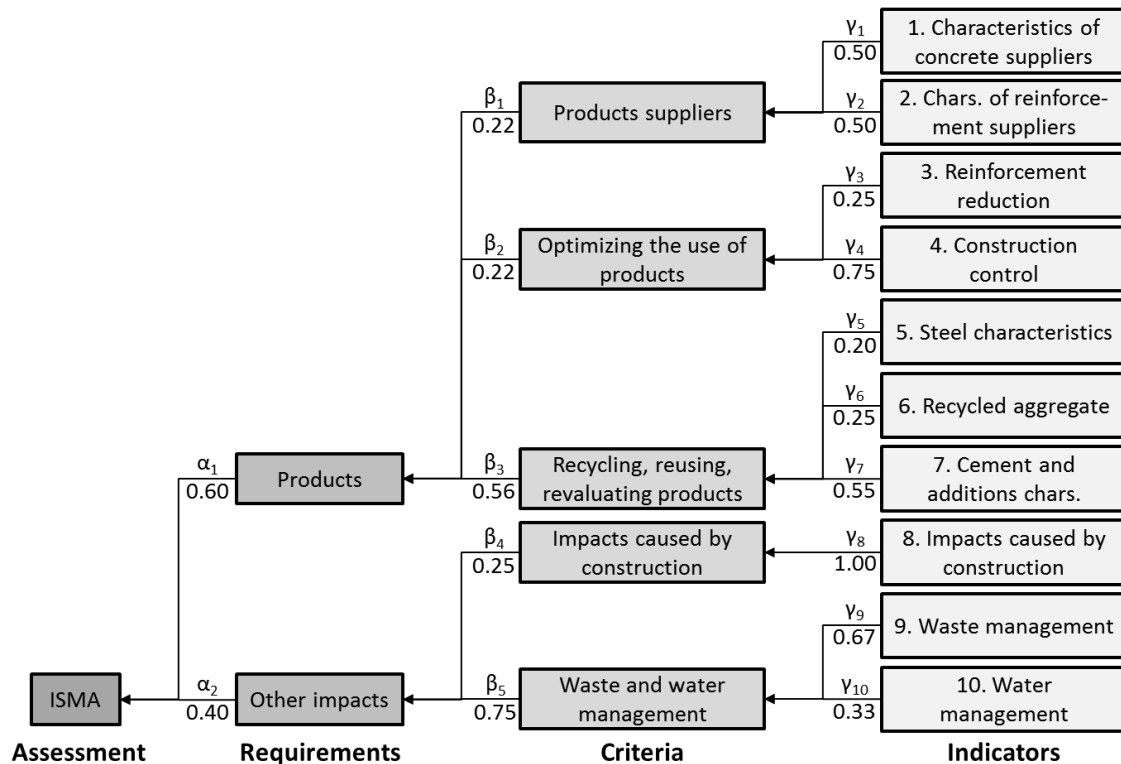 γ1
0.50
1. Characteristics of
concrete suppliers
β1
0.22
Products suppliers
γ2
0.50
2. Chars. of reinforce-
ment suppliers
γ3
0.25
3. Reinforcement
reduction
β2
0.22
Optimizing the use of
products
γ4
0.75
4. Construction
control
γ5
0.20
5. Steel characteristics
γ6
0.25
6. Recycled aggregate
α1
0.60
Products
β3
0.56
Recycling, reusing,
revaluating products
γ7
0.55
7. Cement and
additions chars.
β4
0.25
Impacts caused by
construction
γ8
1.00
8. Impacts caused by
construction
γ9
0.67
9. Waste management
ISMA
α2
0.40
Other impacts
β5
0.75
Waste and water
management
γ10
0.33
10. Water
management
Assessment
Requirements
Criteria
Indicators